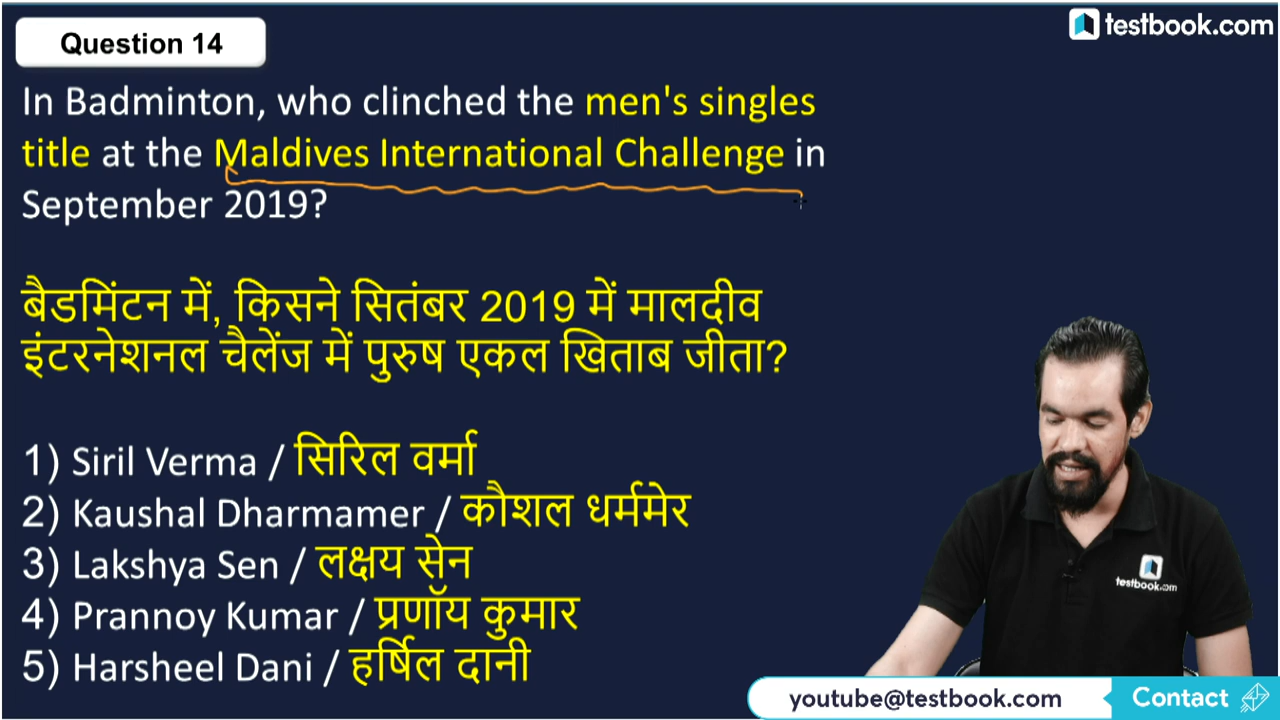 Question 14
testbook.com
In Badminton, who clinched the men's singles
title at the Maldives International Challenge in
September 2019?
बैडमिंटन में, किसने सितंबर 2019 में मालदीव
इंटरनेशनल चैलेंज में पुरुष एकल खिताब जीता?
1) Siril Verma / सिरिल वर्मा
2) Kaushal Dharmamer / कौशल धर्ममेर
3) Lakshya Sen / लक्षय सेन
4) Prannoy Kumar / प्रणॉय कुमार
5) Harsheel Dani / हर्षिल दानी
testbook.com
youtube@testbook.com
Contact